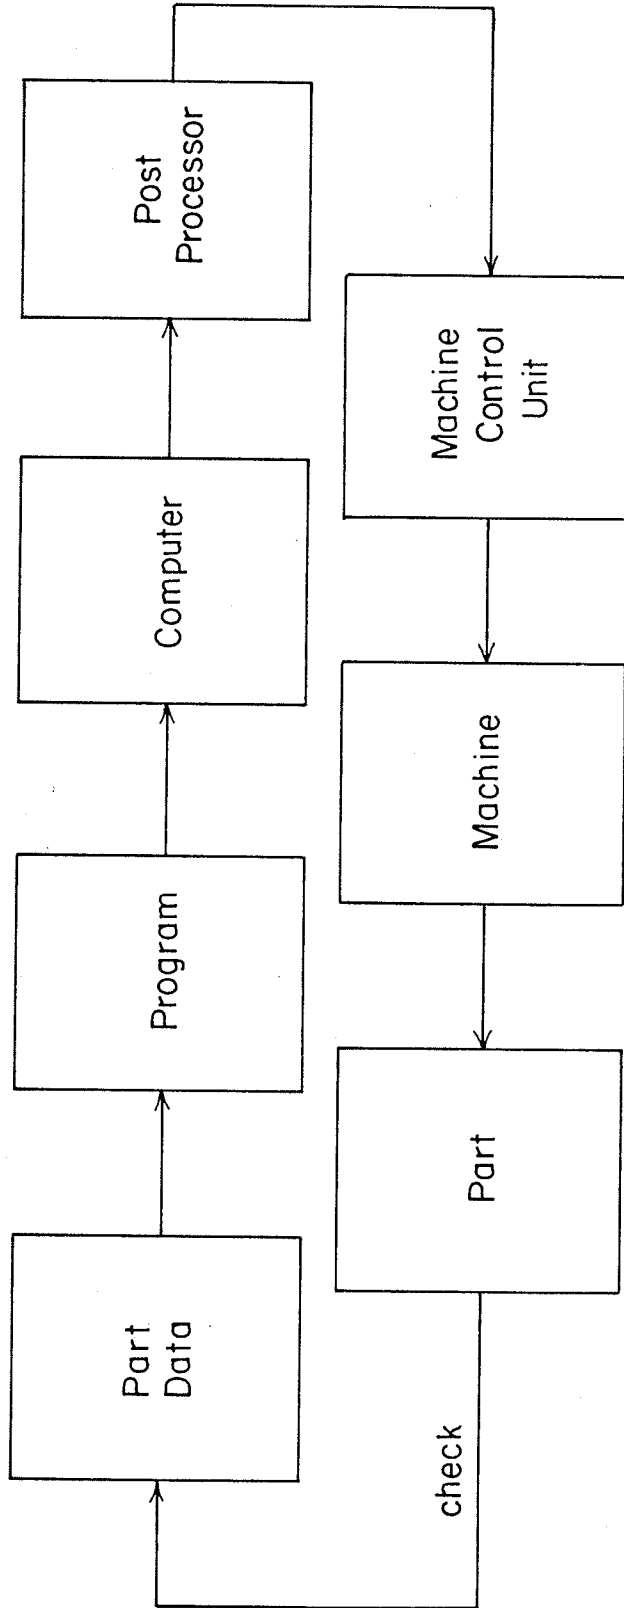 Part
Data
Program
Computer
Post
Processor
Machine
Control
Unit
Machine
Part
check